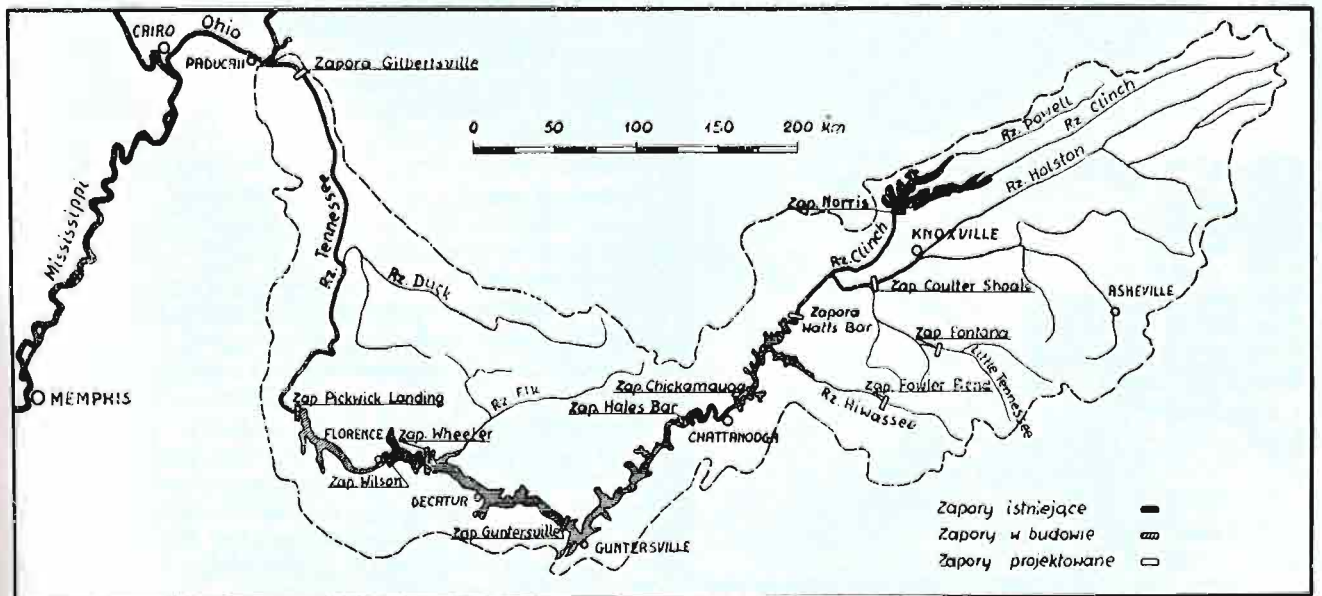 CAIRO
Ohio
PADUCAH
Zapora Gilbertsville
0 50 100 150 200 km
Mississippi
MEMPHIS
Rz. Tennessee
Rz. Duck
Zap. Pickwick Landing
FLORENCE
Zap. Wheeler
Zap. Wilson
DECATUR
Zap. Guntersville
GUNTERSVILLE
Rz. Elk
Zap. Chickamauga
Zap. Hales Bar
CHATTANOOGA
Zapora
Watts Bar
Rz. Hiwassee
Zap. Fowler Bend
Zap. Fontana
Little Tennessee
Zap. Coulter Shoals
ASHEVILLE
KNOXVILLE
Rz. Clinch
Zap. Norris
Rz. Powell
Rz. Clinch
Rz. Holston
Zapory istniejące
Zapory w budowie
Zapory projektowane